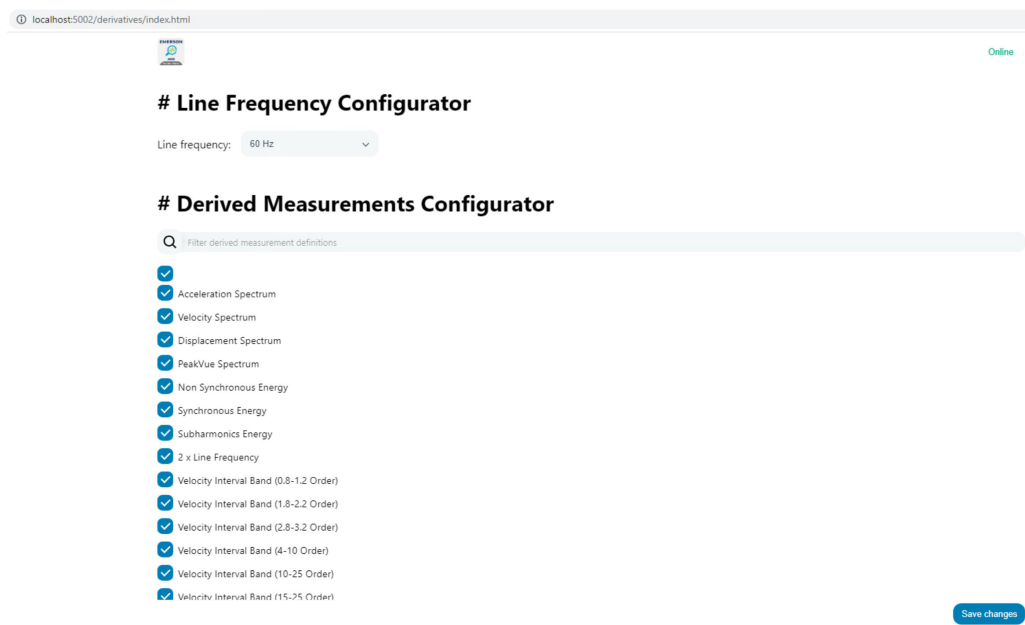 localhost:5002/derivatives/index.html
EMERSON
Online
# Line Frequency Configurator
Line frequency: 60 Hz
# Derived Measurements Configurator
Filter derived measurement definitions
Acceleration Spectrum
Velocity Spectrum
Displacement Spectrum
PeakVue Spectrum
Non Synchronous Energy
Synchronous Energy
Subharmonics Energy
2 x Line Frequency
Velocity Interval Band (0.8-1.2 Order)
Velocity Interval Band (1.8-2.2 Order)
Velocity Interval Band (2.8-3.2 Order)
Velocity Interval Band (4-10 Order)
Velocity Interval Band (10-25 Order)
Velocity Interval Band (15-25 Order)
Save changes